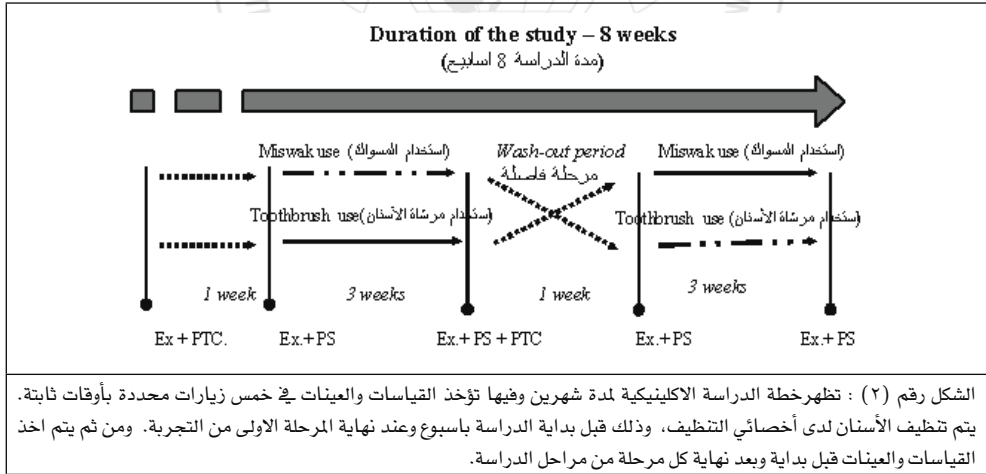 Duration of the study – 8 weeks
(مدة الدراسة 8 اسابيع)
Miswak use (استخدام المسواك) Wash-out period Miswak use (استخدام المسواك)
مرحلة فاصلة
Toothbrush use (استخدام فرشاة الأسنان) Toothbrush use (استخدام فرشاة الأسنان)
1 week 3 weeks 1 week 3 weeks
Ex + PTC. Ex.+ PS Ex.+ PS + PTC Ex.+ PS Ex.+ PS
الشكل رقم (٢) : تظهرخطة الدراسة الاكلينيكية لمدة شهرين وفيها تؤخذ القياسات والعينات في خمس زيارات محددة بأوقات ثابتة.
يتم تنظيف الأسنان لدى أخصائي التنظيف، وذلك قبل بداية الدراسة باسبوع وعند نهاية المرحلة الاولى من التجربة. ومن ثم يتم اخذ
القياسات والعينات قبل بداية وبعد نهاية كل مرحلة من مراحل الدراسة.